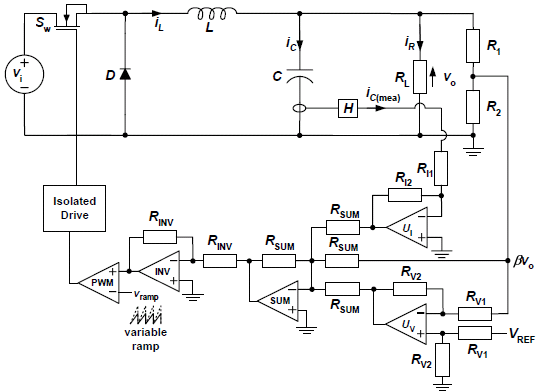 Sw
iL
L
iC
iR
R1
vi
D
C
RL
vo
H
iC(mea)
R2
RI1
Isolated
Drive
RI2
RINV
RSUM
UI
RINV
RSUM
RSUM
βvo
PWM
INV
vramp
variable
ramp
SUM
RSUM
RV2
UV
RV1
VREF
RV1
RV2